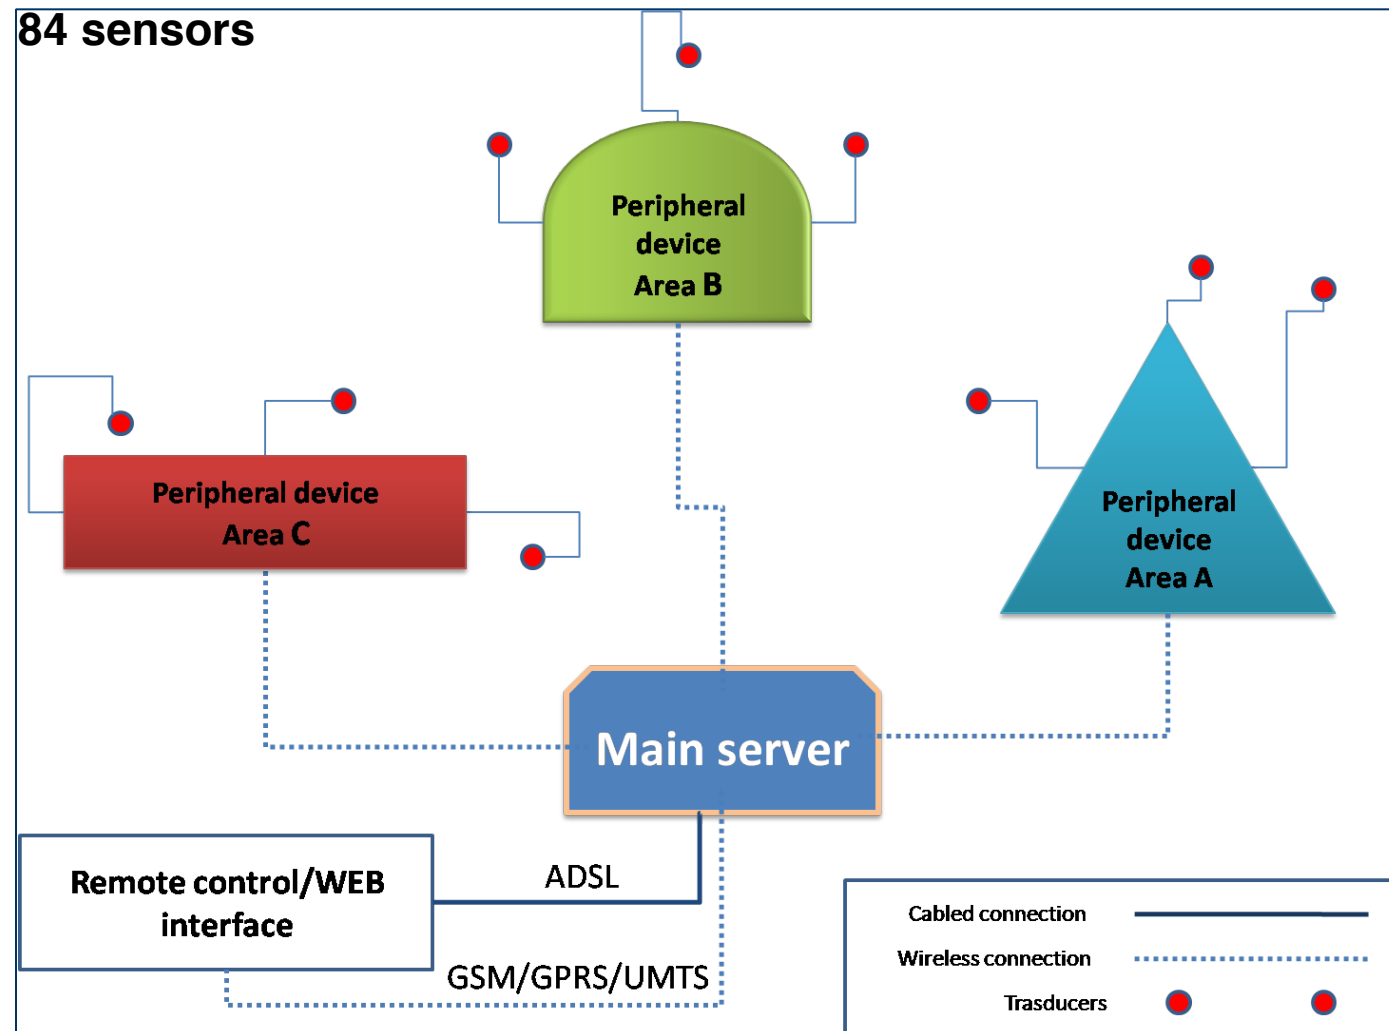 84 sensors
Peripheral
device
Area B
Peripheral device
Area C
Peripheral
device
Area A
Main server
Remote control/WEB
interface
ADSL
GSM/GPRS/UMTS
Cabled connection
Wireless connection
Trasducers